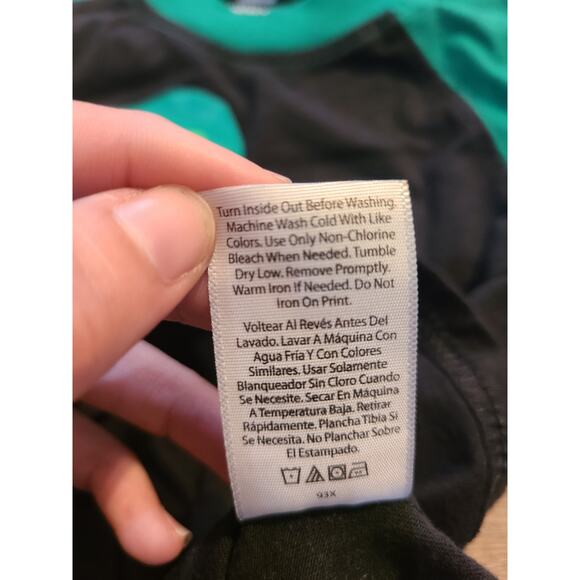 Turn Inside Out Before Washing.
Machine Wash Cold With Like
Colors. Use Only Non-Chlorine
Bleach When Needed. Tumble
Dry Low. Remove Promptly.
Warm Iron If Needed. Do Not
Iron On Print.
Voltear Al Revés Antes Del
Lavado. Lavar A Máquina Con
Agua Fría Y Con Colores
Similares. Usar Solamente
Blanqueador Sin Cloro Cuando
Se Necesite. Secar En Máquina
A Temperatura Baja. Retirar
Rápidamente. Plancha Tibia Si
Se Necesita. No Planchar Sobre
El Estampado.
93X